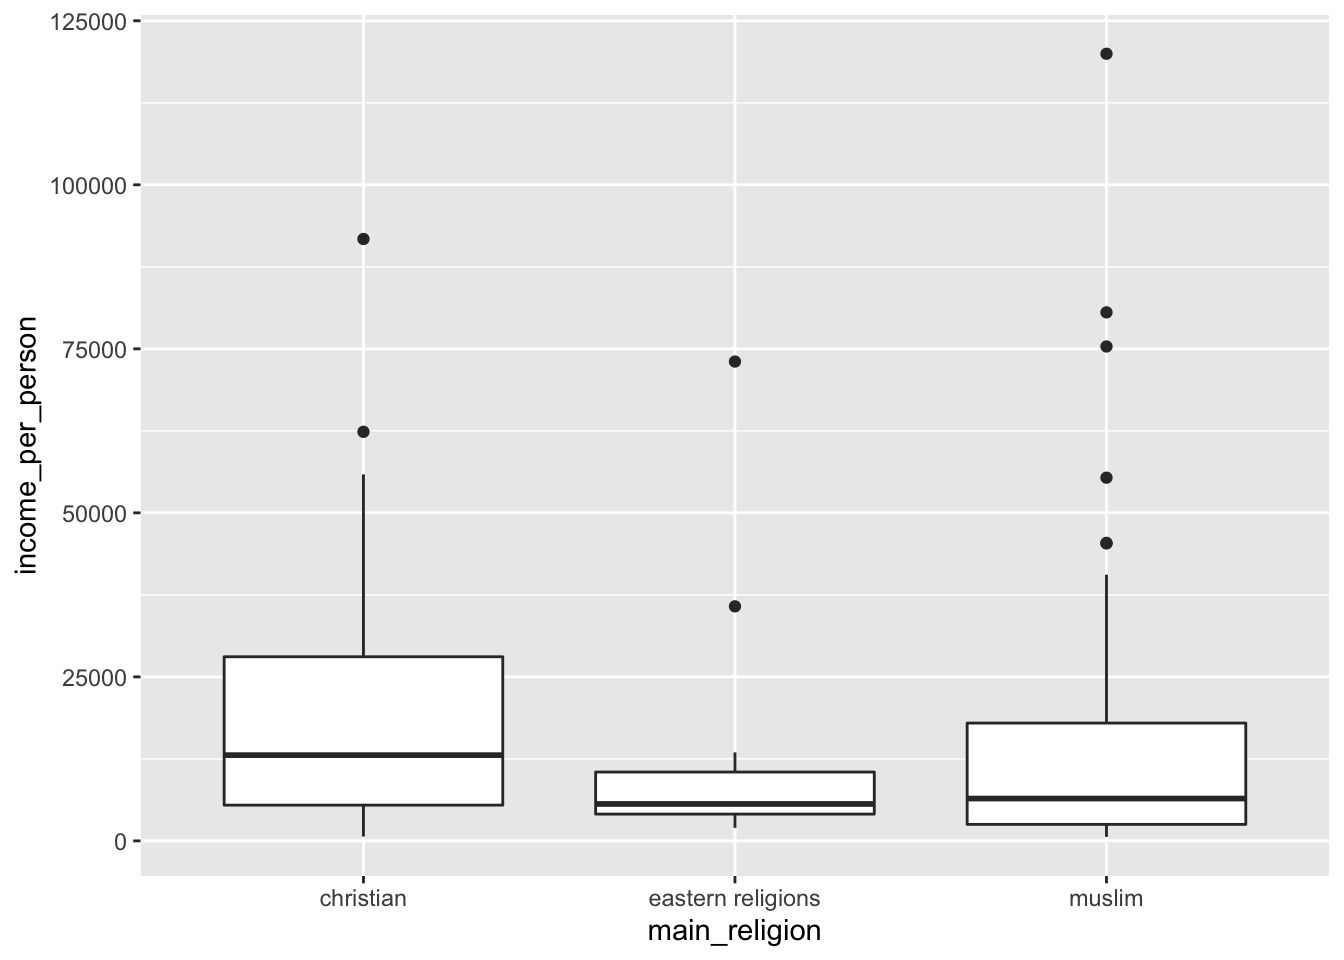 125000
100000
75000
50000
25000
0
income_per_person
christian
eastern religions
muslim
main_religion